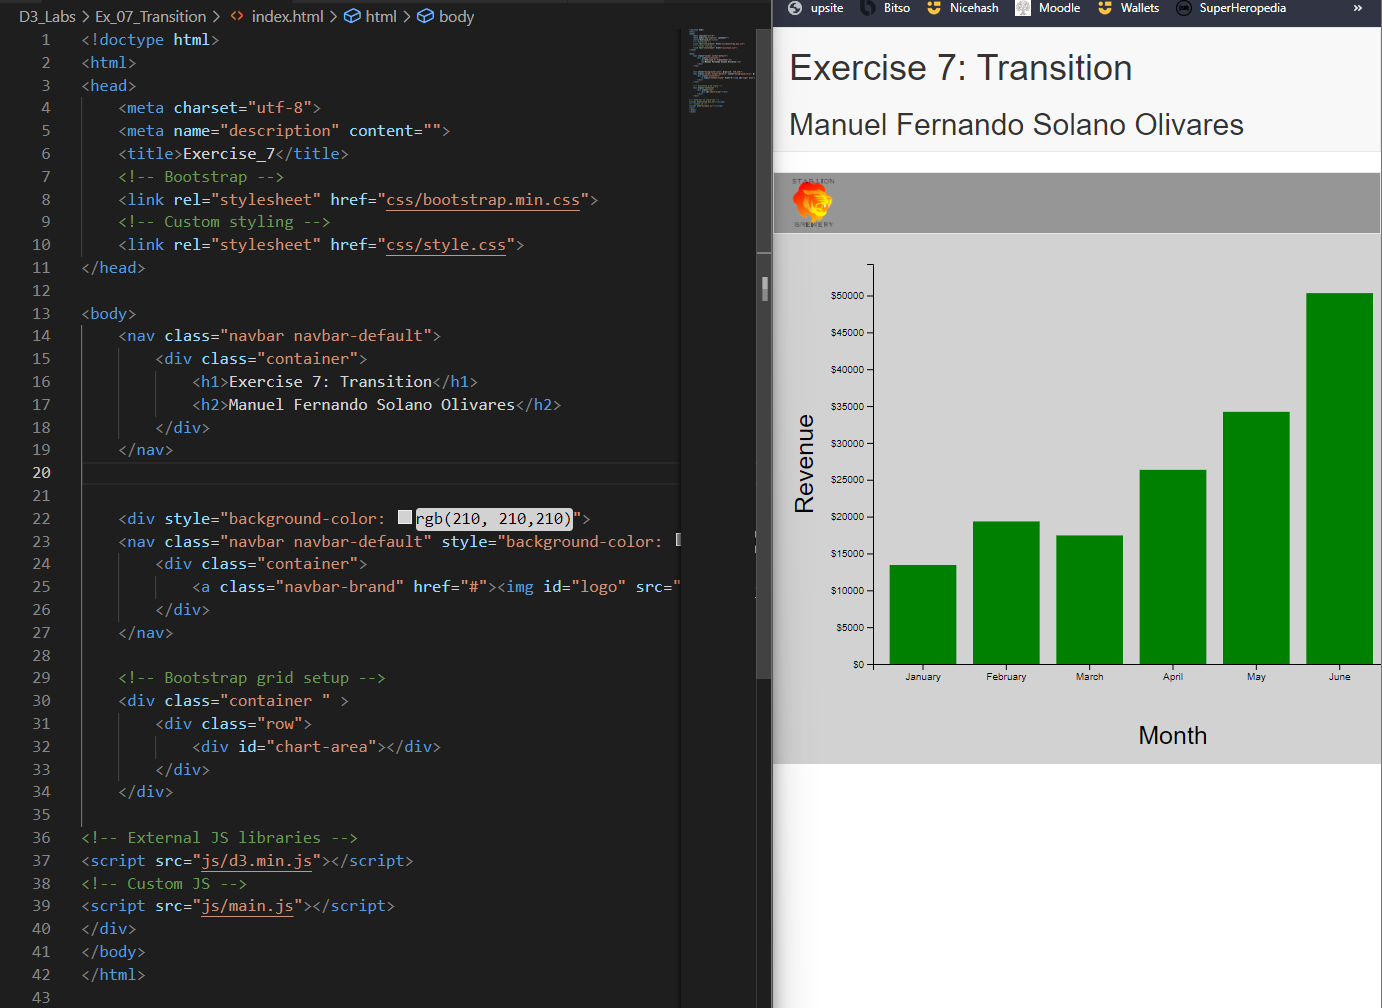 D3_Labs > Ex_07_Transition > <> index.html > html > body
1 <!doctype html>
2 <html>
3 <head>
4 <meta charset="utf-8">
5 <meta name="description" content="">
6 <title>Exercise_7</title>
7 <!-- Bootstrap -->
8 <link rel="stylesheet" href="css/bootstrap.min.css">
9 <!-- Custom styling -->
10 <link rel="stylesheet" href="css/style.css">
11 </head>
12
13 <body>
14 <nav class="navbar navbar-default">
15 <div class="container">
16 <h1>Exercise 7: Transition</h1>
17 <h2>Manuel Fernando Solano Olivares</h2>
18 </div>
19 </nav>
20
21
22 <div style="background-color: rgb(210, 210,210)">
23 <nav class="navbar navbar-default" style="background-color:
24 <div class="container">
25 <a class="navbar-brand" href="#"><img id="logo" src="
26 </div>
27 </nav>
28
29 <!-- Bootstrap grid setup -->
30 <div class="container " >
31 <div class="row">
32 <div id="chart-area"></div>
33 </div>
34 </div>
35
36 <!-- External JS libraries -->
37 <script src="js/d3.min.js"></script>
38 <!-- Custom JS -->
39 <script src="js/main.js"></script>
40 </div>
41 </body>
42 </html>
43
upsite Bitso Nicehash Moodle Wallets SuperHeropedia »
Exercise 7: Transition
Manuel Fernando Solano Olivares
STAR LION
BREWERY
$50000
$45000
$40000
$35000
$30000
$25000
$20000
$15000
$10000
$5000
$0
Revenue
January February March April May June
Month